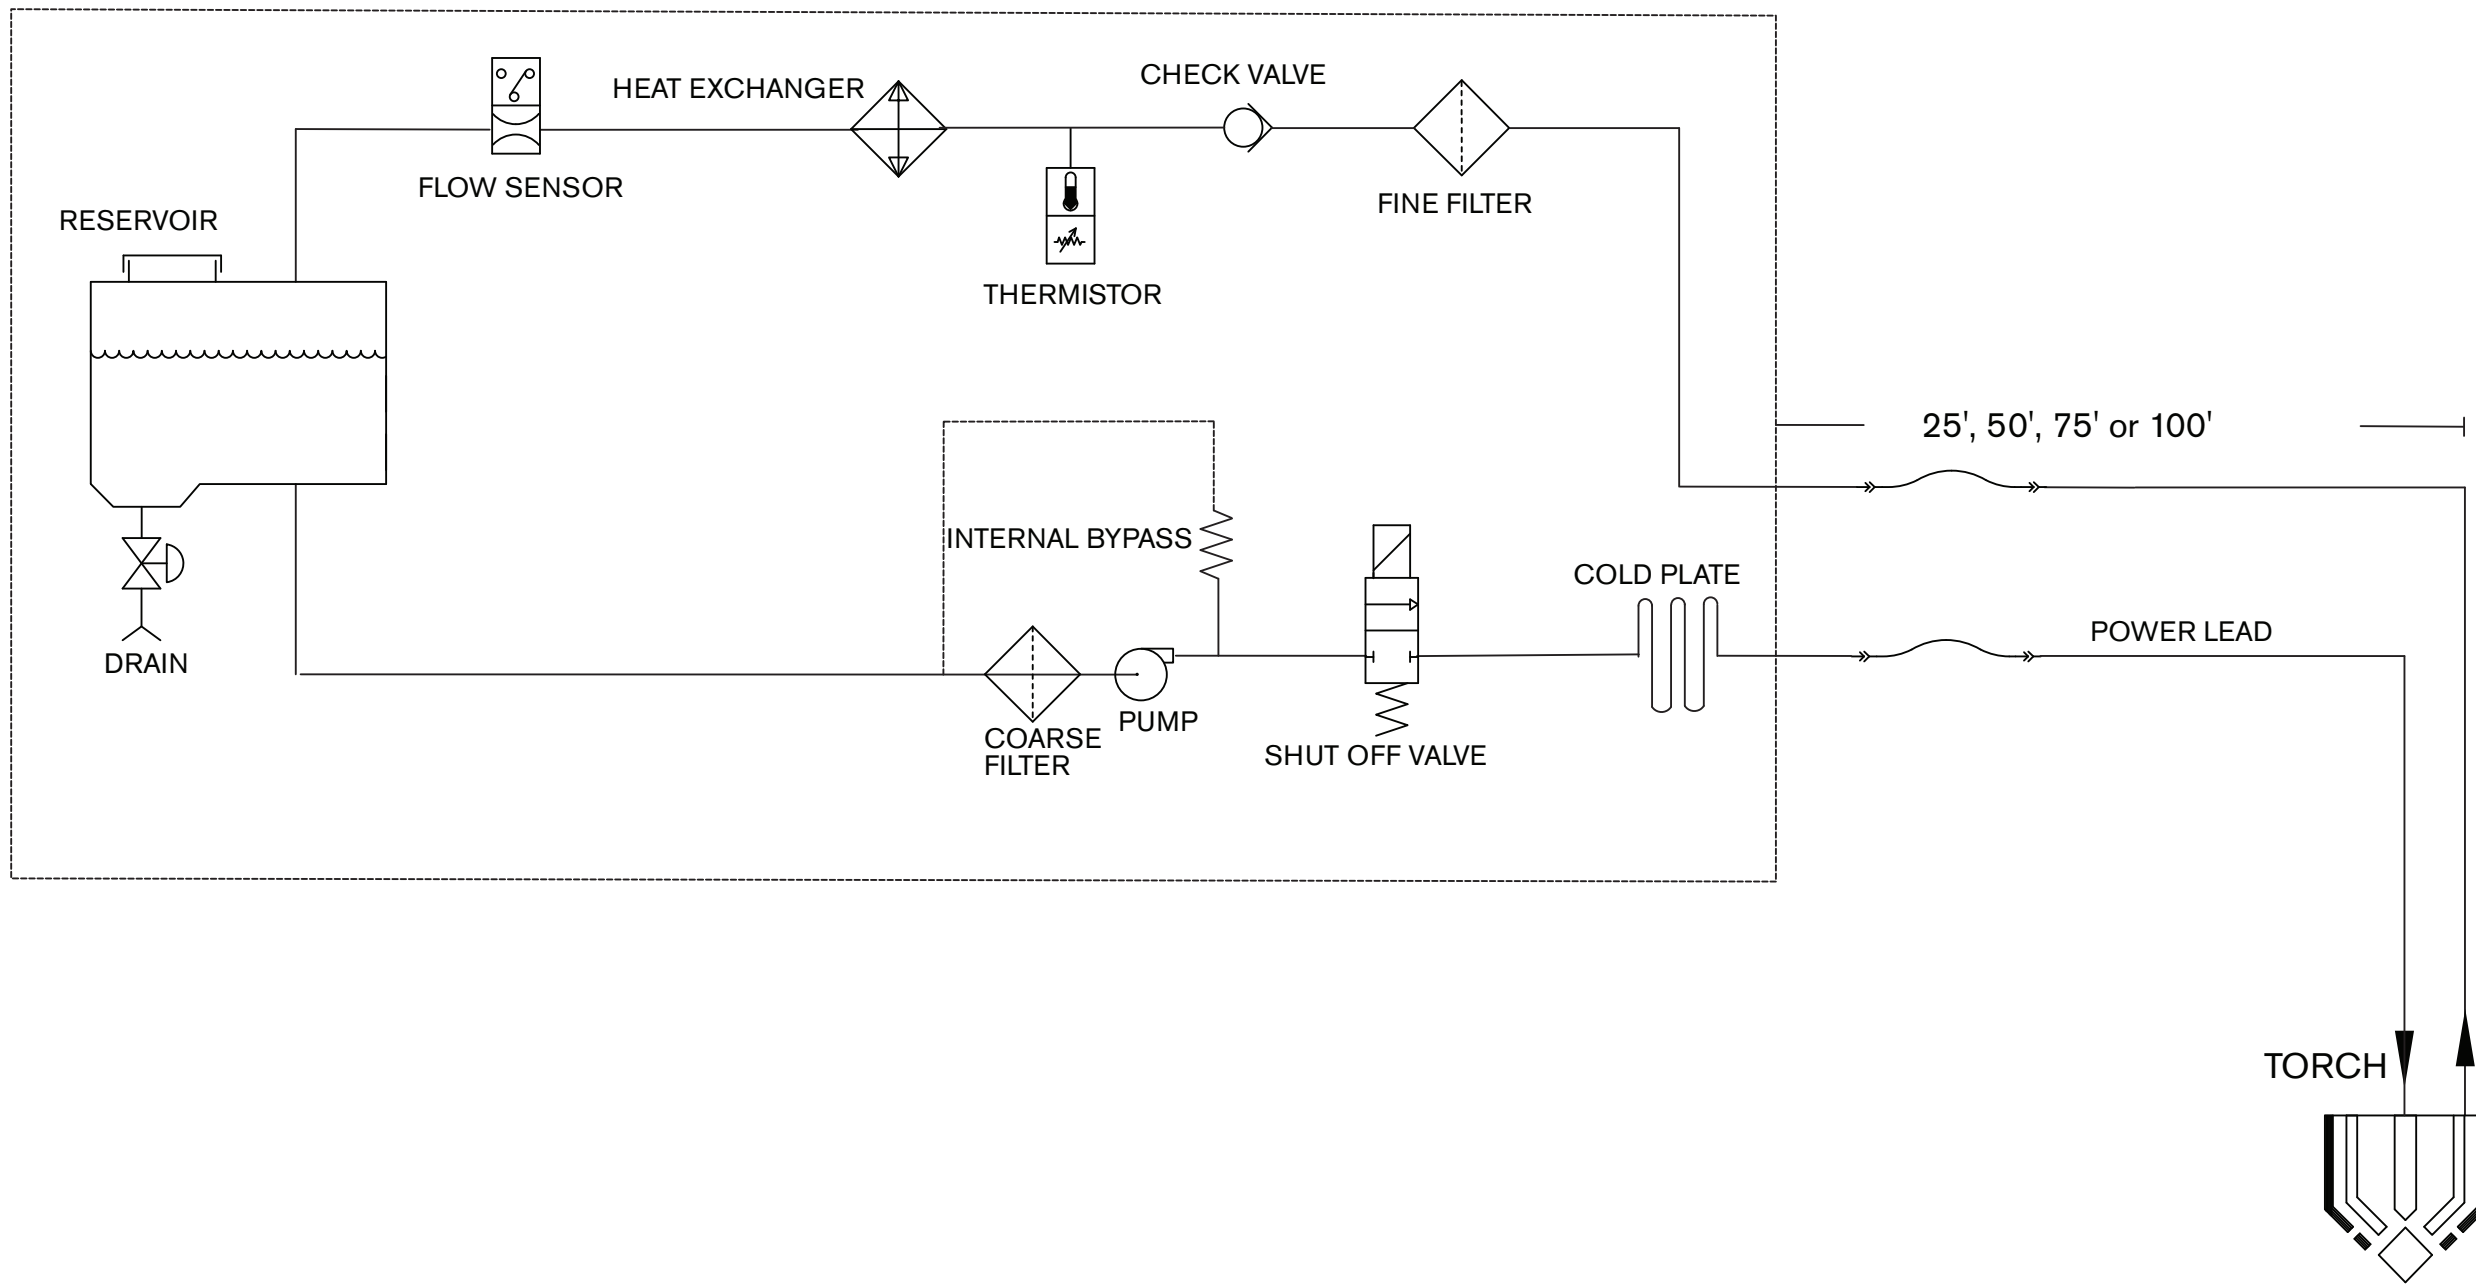 HEAT EXCHANGER
CHECK VALVE
FLOW SENSOR
FINE FILTER
RESERVOIR
THERMISTOR
25', 50', 75' or 100'
INTERNAL BYPASS
COLD PLATE
POWER LEAD
DRAIN
PUMP
COARSE
FILTER
SHUT OFF VALVE
TORCH